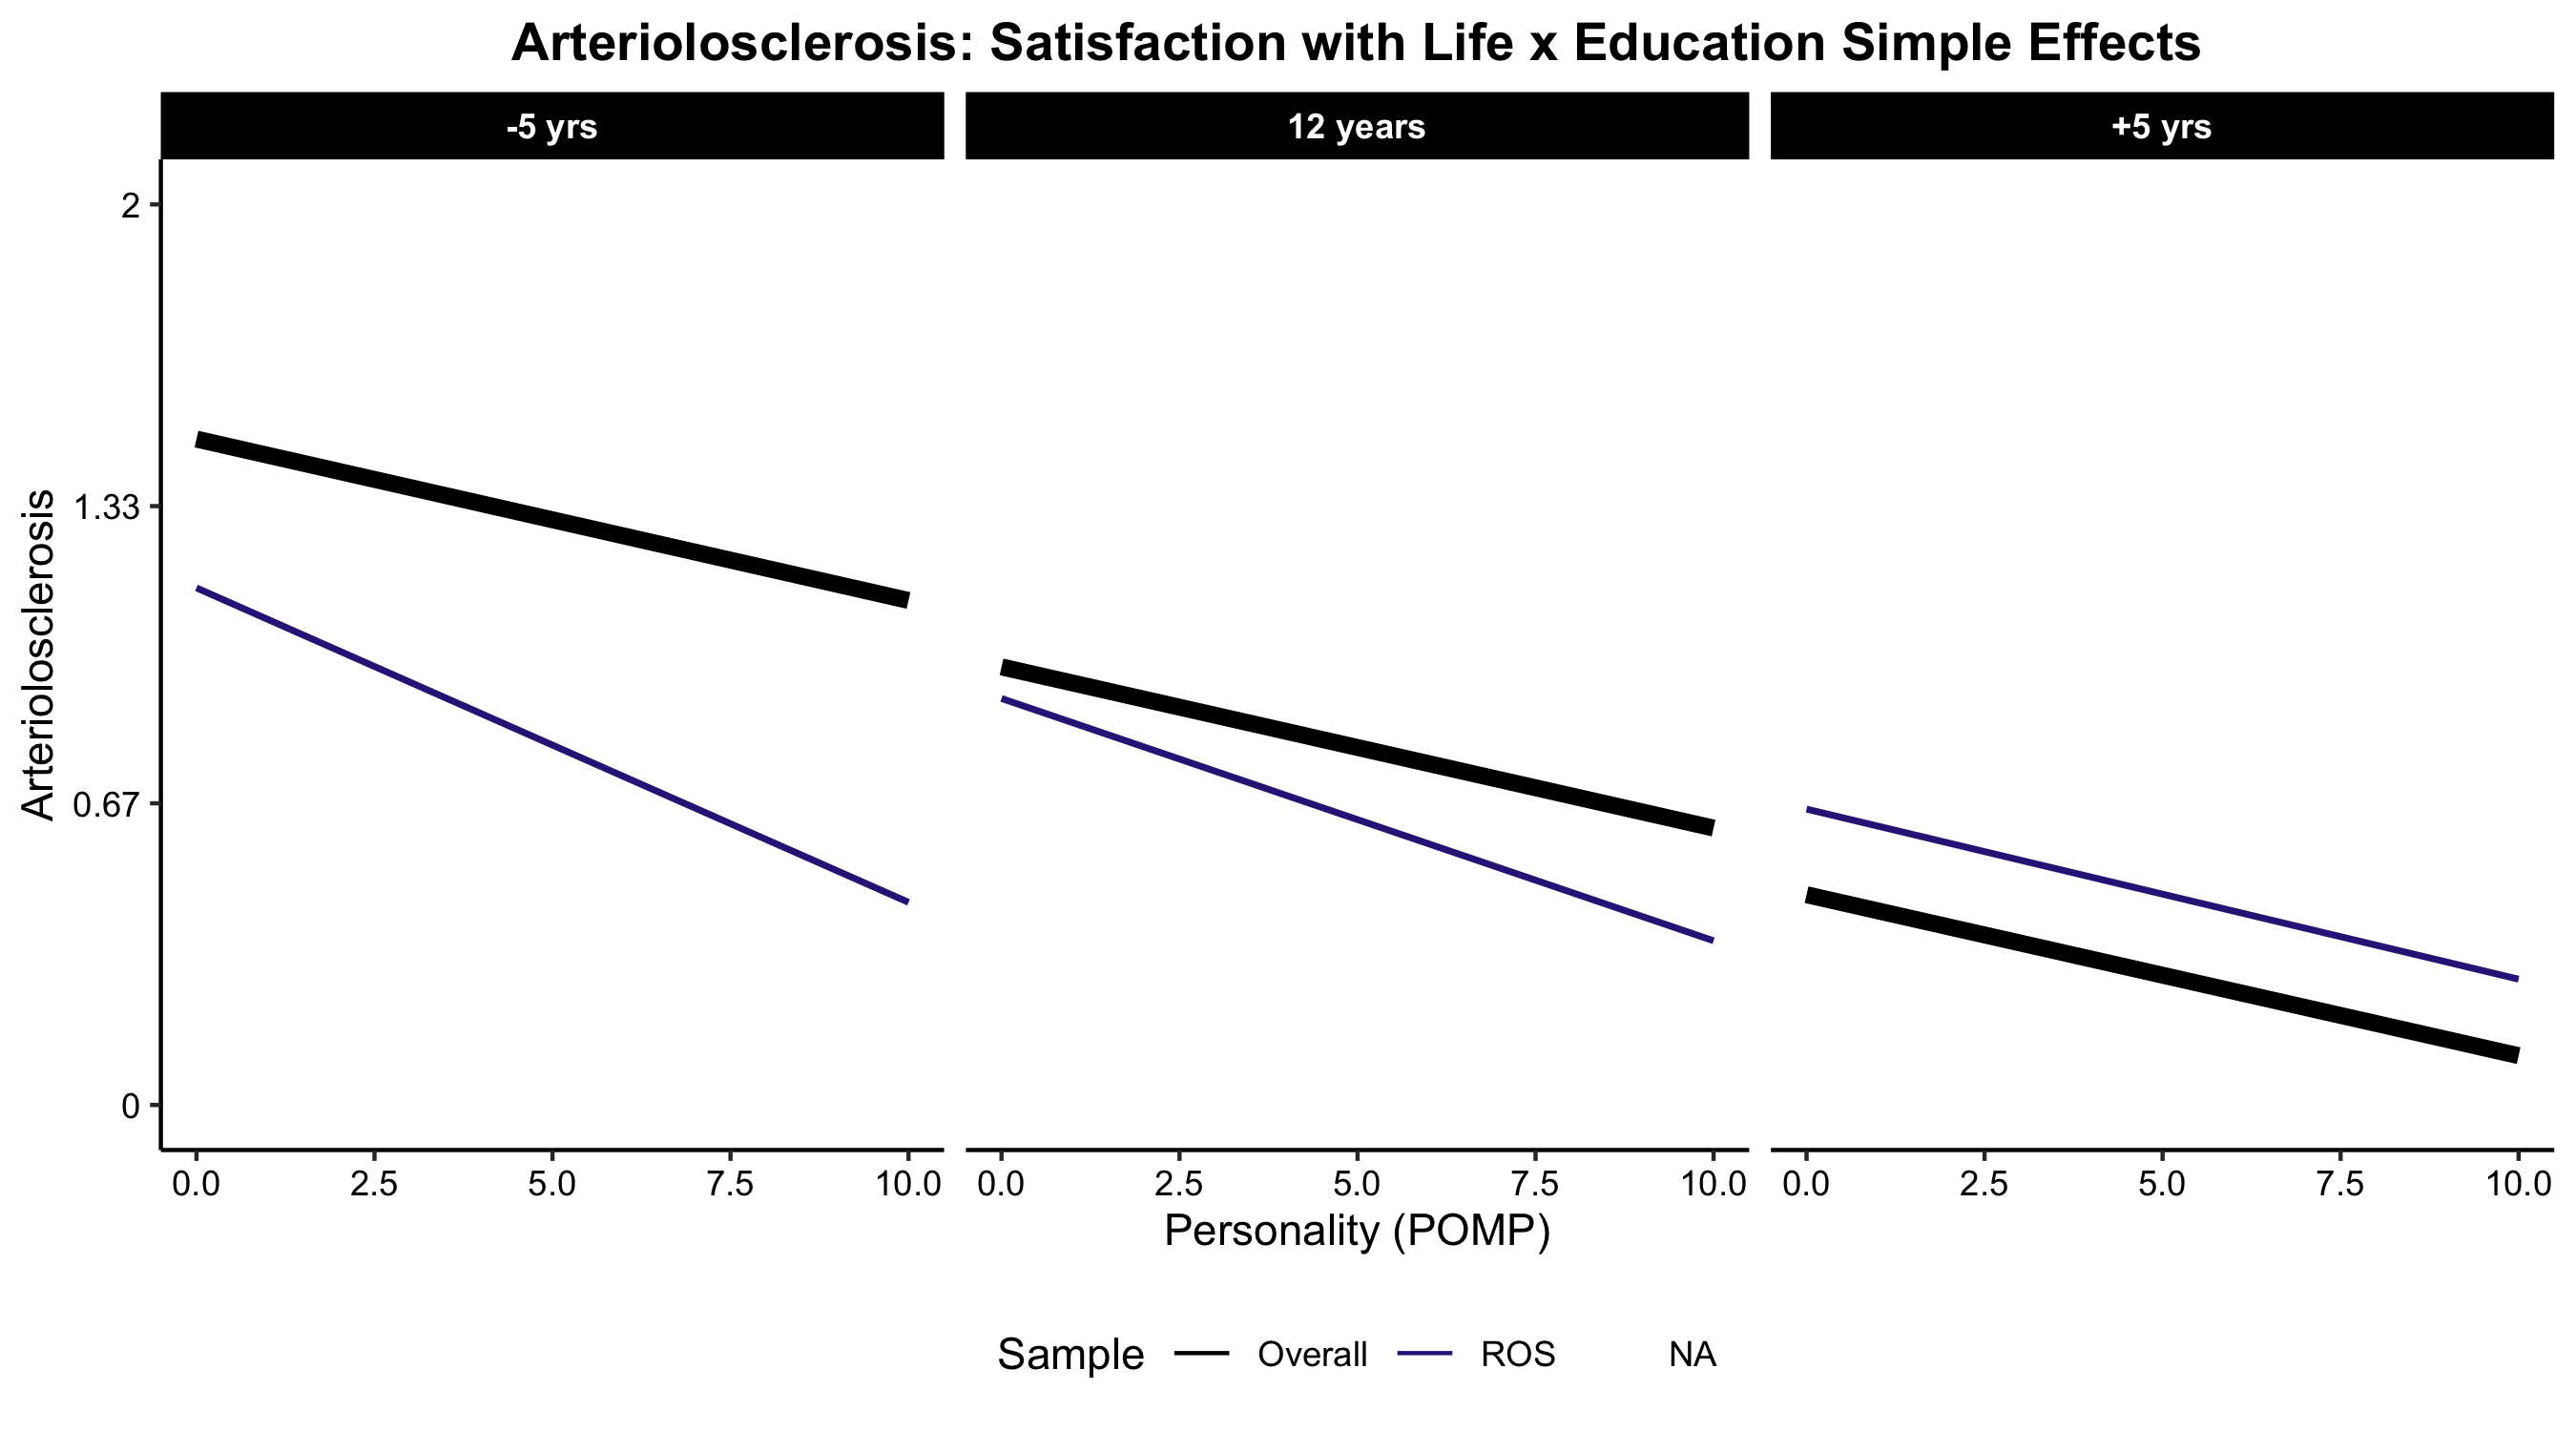 Arteriolosclerosis: Satisfaction with Life x Education Simple Effects
-5 yrs
12 years
+5 yrs
Arteriolosclerosis
2
1.33
0.67
0
0.0 2.5 5.0 7.5 10.0 0.0 2.5 5.0 7.5 10.0 0.0 2.5 5.0 7.5 10.0
Personality (POMP)
Sample Overall ROS NA